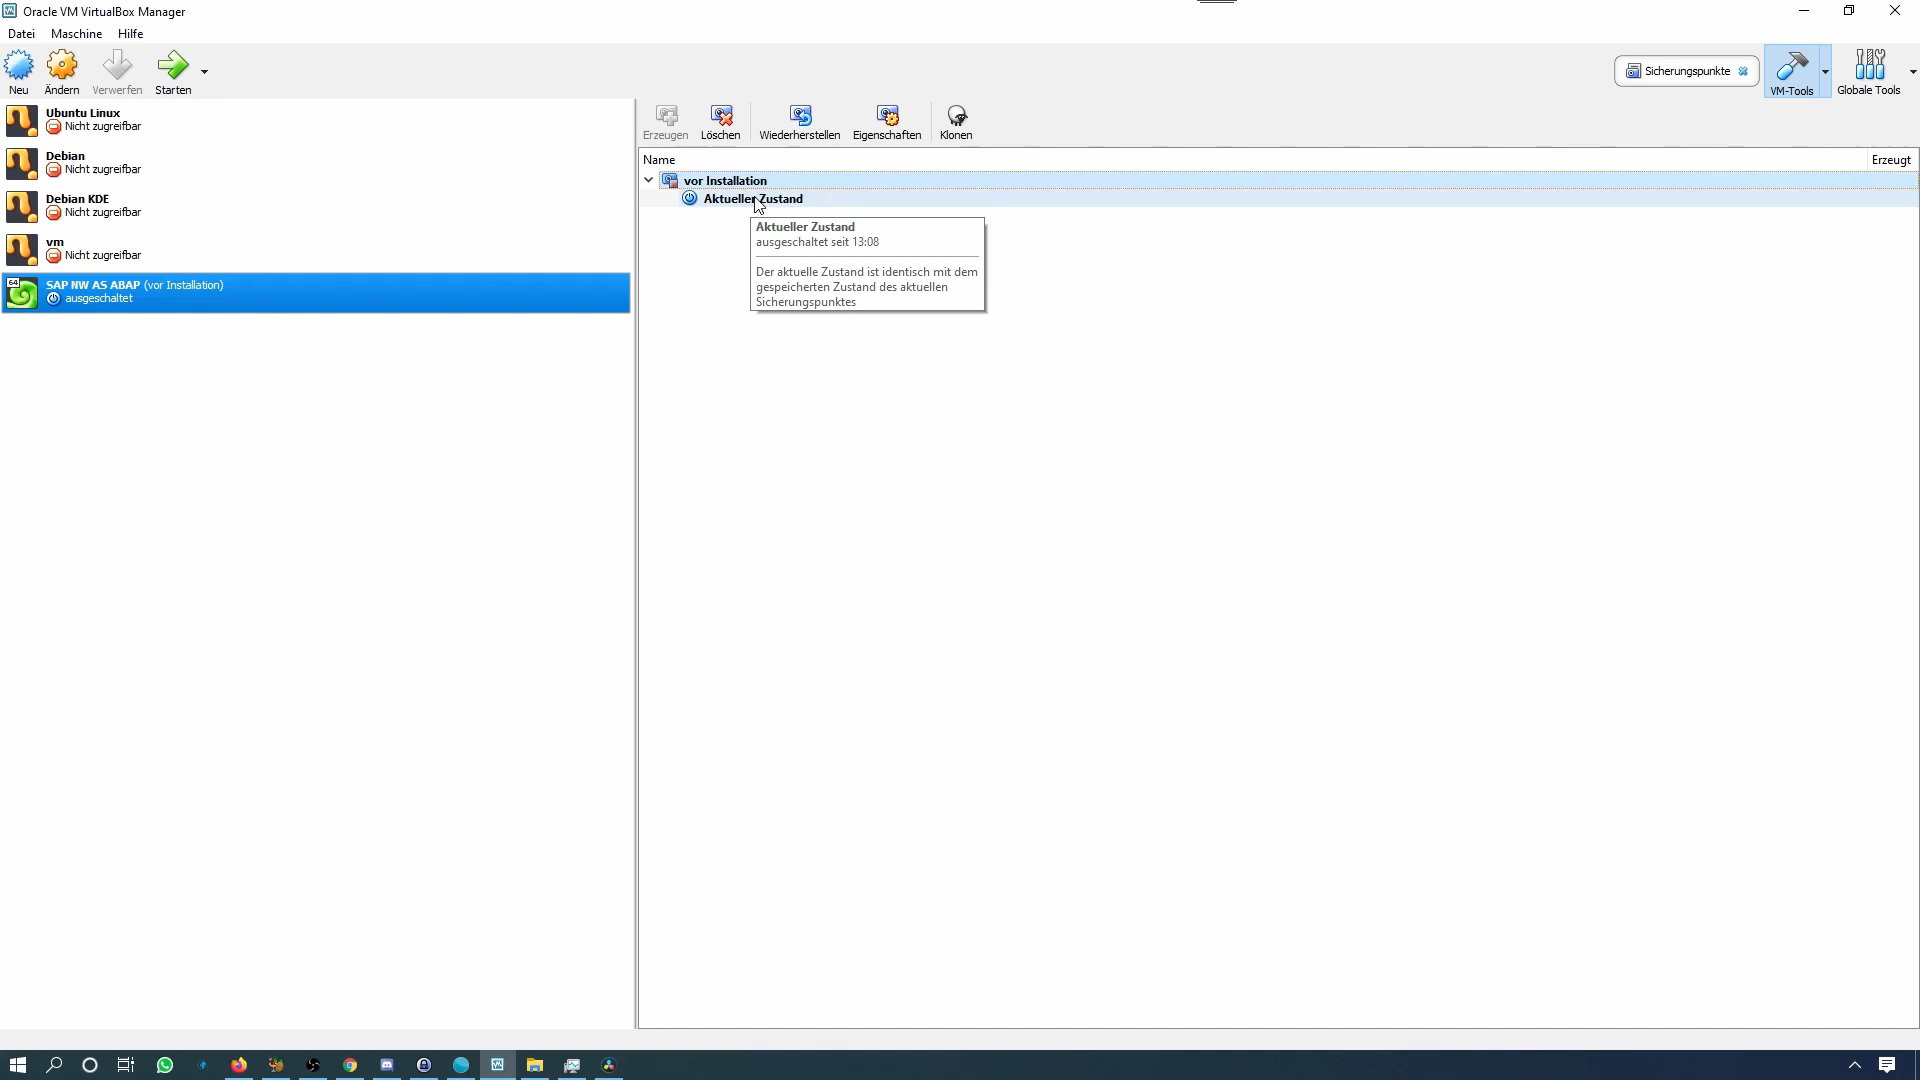 Oracle VM VirtualBox Manager
Datei Maschine Hilfe
Neu Ändern Verwerfen Starten
Sicherungspunkte
VM-Tools Globale Tools
Ubuntu Linux
Nicht zugreifbar
Debian
Nicht zugreifbar
Debian KDE
Nicht zugreifbar
vm
Nicht zugreifbar
64
SAP NW AS ABAP (vor Installation)
ausgeschaltet
Erzeugen Löschen Wiederherstellen Eigenschaften Klonen
Name Erzeugt
vor Installation
Aktueller Zustand
Aktueller Zustand
ausgeschaltet seit 13:08
Der aktuelle Zustand ist identisch mit dem
gespeicherten Zustand des aktuellen
Sicherungspunktes